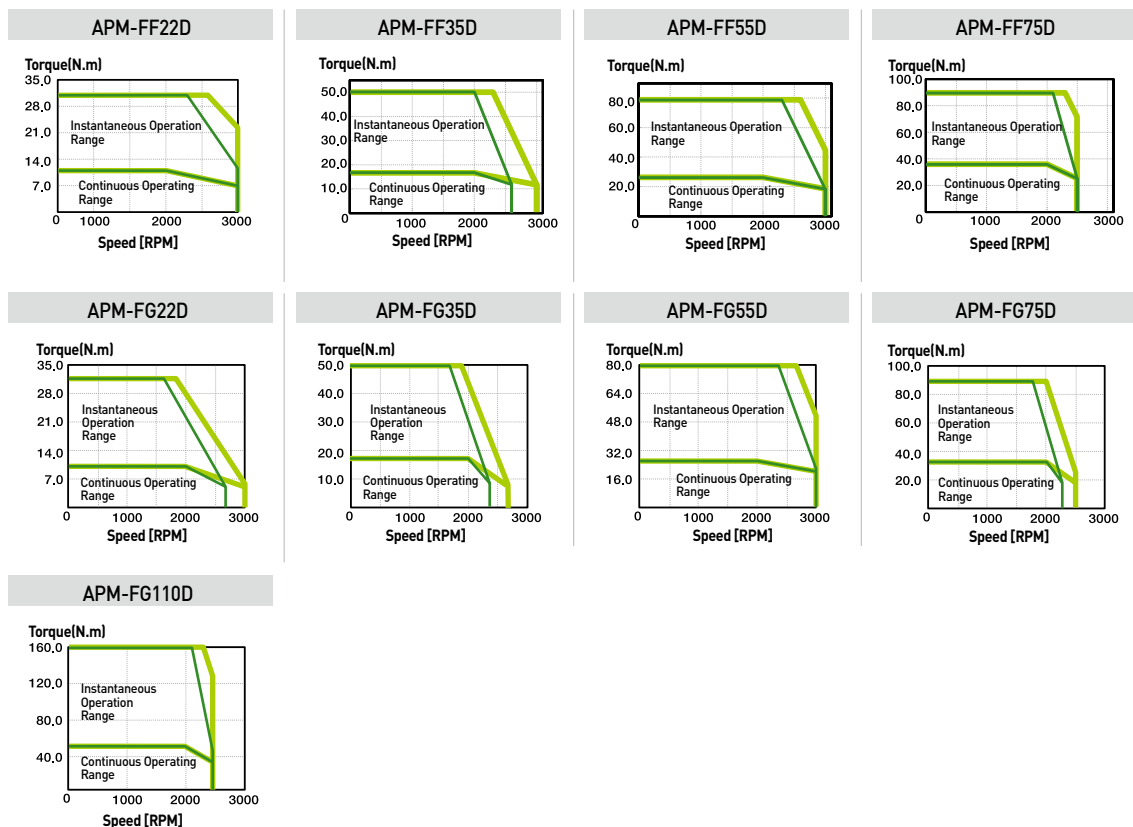 APM-FF22D
Torque(N.m)
35,0
28,0
21,0
14,0
7,0
Instantaneous Operation
Range
Continuous Operating
Range
0 1000 2000 3000
Speed [RPM]
APM-FF35D
Torque(N.m)
50,0
40,0
30,0
20,0
10,0
Instantaneous Operation
Range
Continuous Operating
Range
0 1000 2000 3000
Speed [RPM]
APM-FF55D
Torque(N.m)
80,0
60,0
40,0
20,0
Instantaneous Operation
Range
Continuous Operating
Range
0 1000 2000 3000
Speed [RPM]
APM-FF75D
Torque(N.m)
100,0
80,0
60,0
40,0
20,0
Instantaneous Operation
Range
Continuous Operating
Range
0 1000 2000 3000
Speed [RPM]
APM-FG22D
Torque(N.m)
35,0
28,0
21,0
14,0
7,0
Instantaneous
Operation
Range
Continuous Operating
Range
0 1000 2000 3000
Speed [RPM]
APM-FG35D
Torque(N.m)
50,0
40,0
30,0
20,0
10,0
Instantaneous
Operation
Range
Continuous Operating
Range
0 1000 2000 3000
Speed [RPM]
APM-FG55D
Torque(N.m)
80,0
64,0
48,0
32,0
16,0
Instantaneous Operation
Range
Continuous Operating
Range
0 1000 2000 3000
Speed [RPM]
APM-FG75D
Torque(N.m)
100,0
80,0
60,0
40,0
20,0
Instantaneous
Operation
Range
Continuous Operating
Range
0 1000 2000 3000
Speed [RPM]
APM-FG110D
Torque(N.m)
160,0
120,0
80,0
40,0
Instantaneous
Operation
Range
Continuous Operating
Range
0 1000 2000 3000
Speed [RPM]